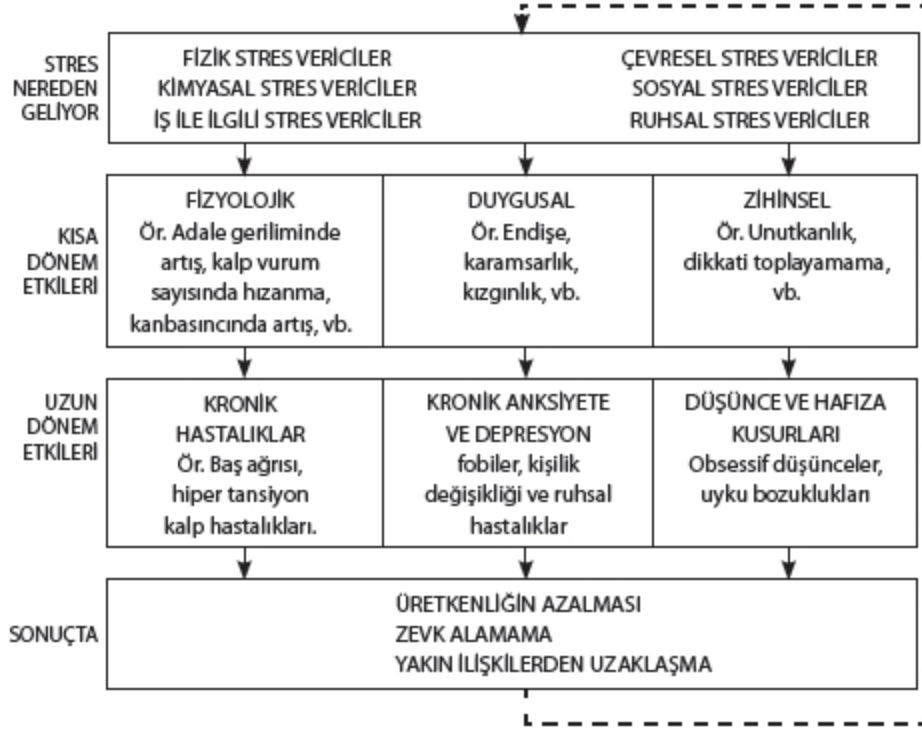 STRES
NEREDEN
GELİYOR
FİZİK STRES VERİCİLER
KİMYASAL STRES VERİCİLER
İŞ İLE İLGİLİ STRES VERİCİLER
ÇEVRESEL STRES VERİCİLER
SOSYAL STRES VERİCİLER
RUHSAL STRES VERİCİLER
KISA
DÖNEM
ETKİLERİ
FİZYOLOJİK
Ör. Adale geriliminde
artış, kalp vurum
sayısında hızanma,
kanbasıncında artış, vb.
DUYGUSAL
Ör. Endişe,
karamsarlık,
kızgınlık, vb.
ZİHİNSEL
Ör. Unutkanlık,
dikkati toplayamama,
vb.
UZUN
DÖNEM
ETKİLERİ
KRONİK
HASTALIKLAR
Ör. Baş ağrısı,
hiper tansiyon
kalp hastalıkları.
KRONİK ANKSİYETE
VE DEPRESYON
fobiler, kişilik
değişikliği ve ruhsal
hastalıklar
DÜŞÜNCE VE HAFIZA
KUSURLARI
Obsessif düşünceler,
uyku bozuklukları
SONUÇTA
ÜRETKENLİĞİN AZALMASI
ZEVK ALAMAMA
YAKIN İLİŞKİLERDEN UZAKLAŞMA